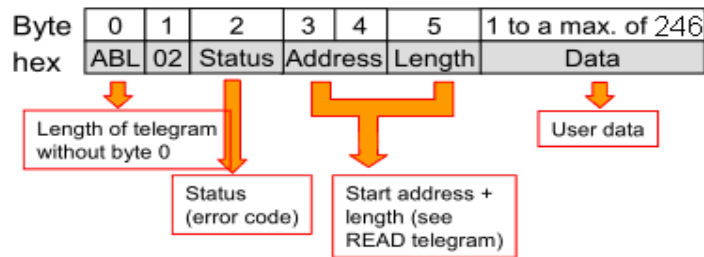 Byte 0 1 2 3 4 5 1 to a max. of 246
hex ABL 02 Status Address Length Data
Length of telegram
without byte 0
User data
Status
(error code)
Start address +
length (see
READ telegram)